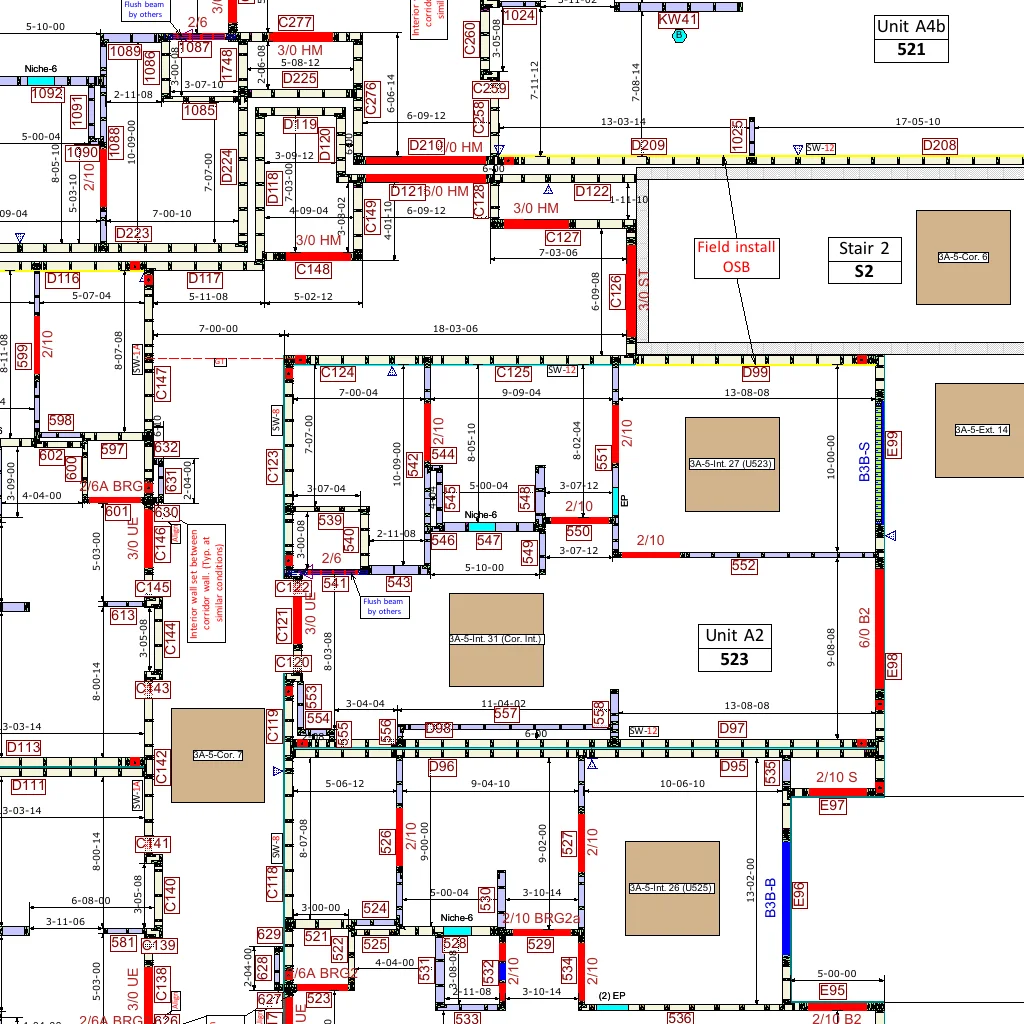 Flush beam
by others
2/6
C277
1024
KW41
B
Unit A4b
521
5-10-00
1089
1087
1086
3-00-08
1748
2-06-08
3/0 HM
5-08-12
D225
C276
6-06-14
C260
3-05-08
C259
7-11-12
7-08-14
Niche-6
1092
1091
2-11-08
3-07-10
1085
C258
13-03-14
1025
17-05-10
5-00-04
1088
10-09-00
D119
D120
6-09-12
D210
D209
SW-12
D208
1090
8-05-10
5-03-10
2/10
7-07-00
D224
3-09-12
D118
7-03-00
6-00
D121
6/0 HM
C128
D122
1-11-10
7-00-10
D223
4-09-04
C149
4-01-10
6-09-12
3/0 HM
3/0 HM
C127
7-03-06
C148
Field install
OSB
Stair 2
S2
3A-5-Cor. 6
D116
D117
5-07-04
5-11-08
5-02-12
6-09-08
C126
3/0 ST
599
2/10
8-07-08
SW-1A
7-00-00
18-03-06
C147
C124
C125
SW-12
D99
7-00-04
9-09-04
13-08-08
3A-5-Ext. 14
598
597
602
600
632
631
2-04-00
3-09-00
4-04-00
2/6A BRG
601
630
C123
SW-8
7-07-00
10-09-00
542
2/10
544
8-05-10
8-02-04
551
2/10
3A-5-Int. 27 (U523)
10-00-00
B3B-S
E99
3-07-04
545
5-00-04
548
3-07-12
EP
539
540
3-00-08
2-11-08
Niche-6
546
547
549
2/10
550
3-07-12
2/10
552
5-03-00
3/0 UE
C146
Interior wall set between
corridor wall. (Typ. at
similar conditions)
2/6
541
543
5-10-00
C122
C121
3/0 UE
Flush beam
by others
C145
613
3-05-08
C144
8-00-14
C143
C120
8-03-08
3A-5-Int. 31 (Cor. Int.)
Unit A2
523
9-08-08
6/0 B2
E98
553
554
3-04-04
11-04-02
557
558
13-08-08
3-03-14
D113
C142
3A-5-Cor. 7
C119
555
556
D98
6-00
SW-12
D97
D111
3-03-14
SW-1A
D96
D95
535
2/10 S
E97
5-06-12
9-04-10
10-06-10
8-07-08
526
2/10
9-00-00
9-02-00
527
2/10
8-00-14
C141
SW-8
C118
3A-5-Int. 26 (U525)
13-02-00
B3B-B
E96
6-08-00
3-11-06
3-05-08
C140
5-00-04
530
3-10-14
3-00-00
524
Niche-6
2/10 BRG2a
581
629
521
522
525
528
529
5-03-00
3/0 UE
C138
628
2-04-00
4-04-00
531
3-08-08
532
2/10
534
2/10
2-11-08
3-10-14
5-00-00
E95
523
627
533
(2) EP
536
2/10 B2
2/6A BRG
626